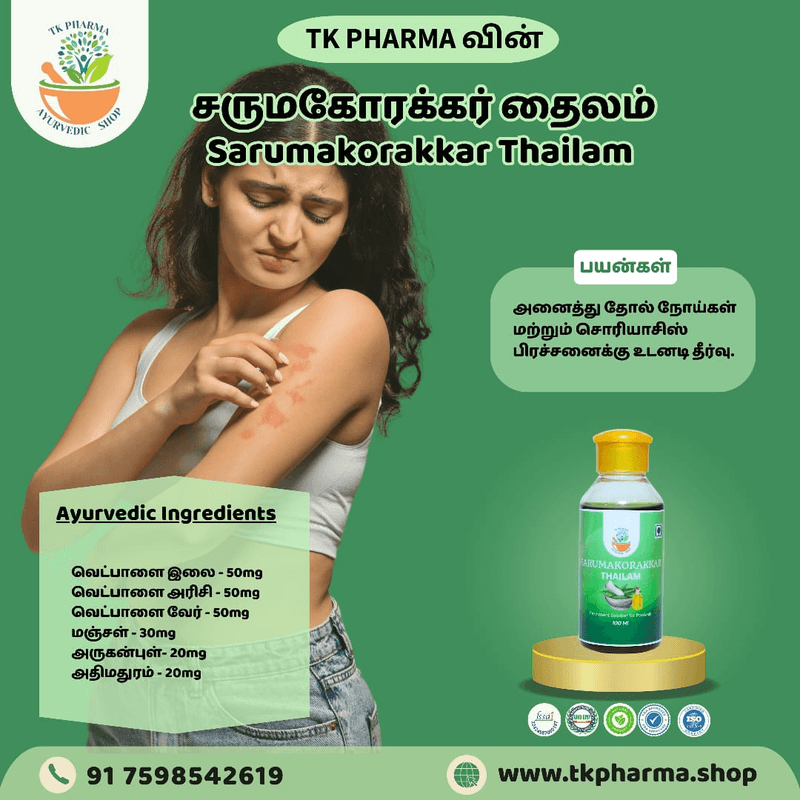 TK PHARMA
AYURVEDIC SHOP
TK PHARMA வின்
சருமகோரக்கர் தைலம்
Sarumakorakkar Thailam
பயன்கள்
அனைத்து தோல் நோய்கள்
மற்றும் சொரியாசிஸ்
பிரச்சனைக்கு உடனடி தீர்வு.
Ayurvedic Ingredients
வெட்பாளை இலை - 50mg
வெட்பாளை அரிசி - 50mg
வெட்பாளை வேர் - 50mg
மஞ்சள் - 30mg
அருகன்புள்- 20mg
அதிமதுரம் - 20mg
SARUMAKORAKKAR
THAILAM
100 Ml
fssai
ISO
91 7598542619
www.tkpharma.shop